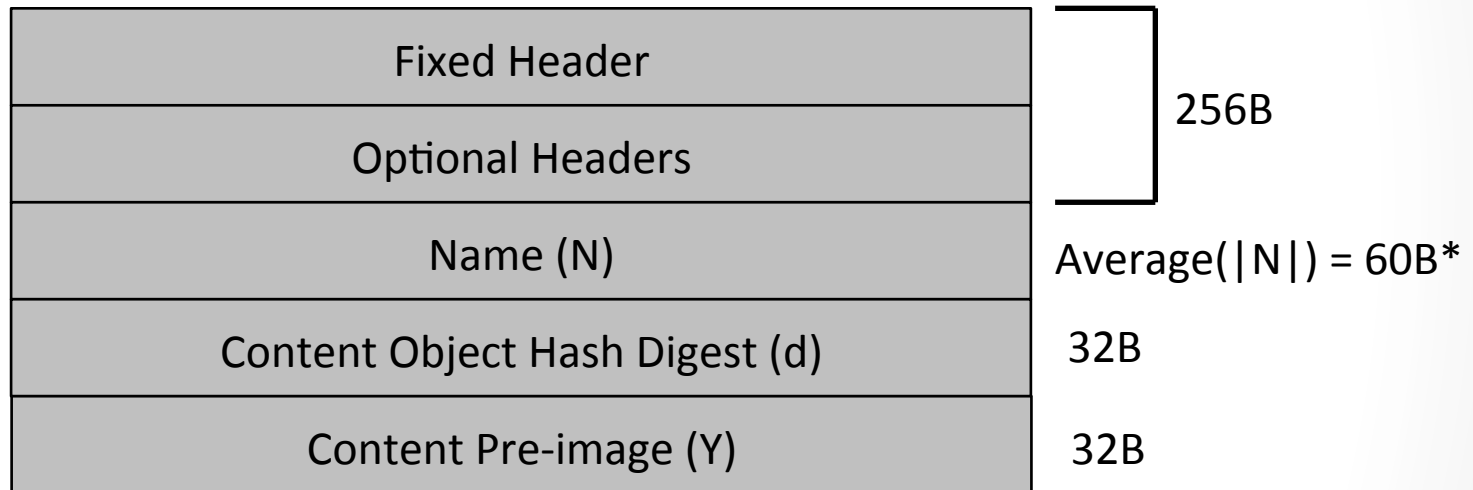 Fixed Header
256B
Optional Headers
Name (N)
Average(|N|) = 60B*
Content Object Hash Digest (d)
32B
Content Pre-image (Y)
32B